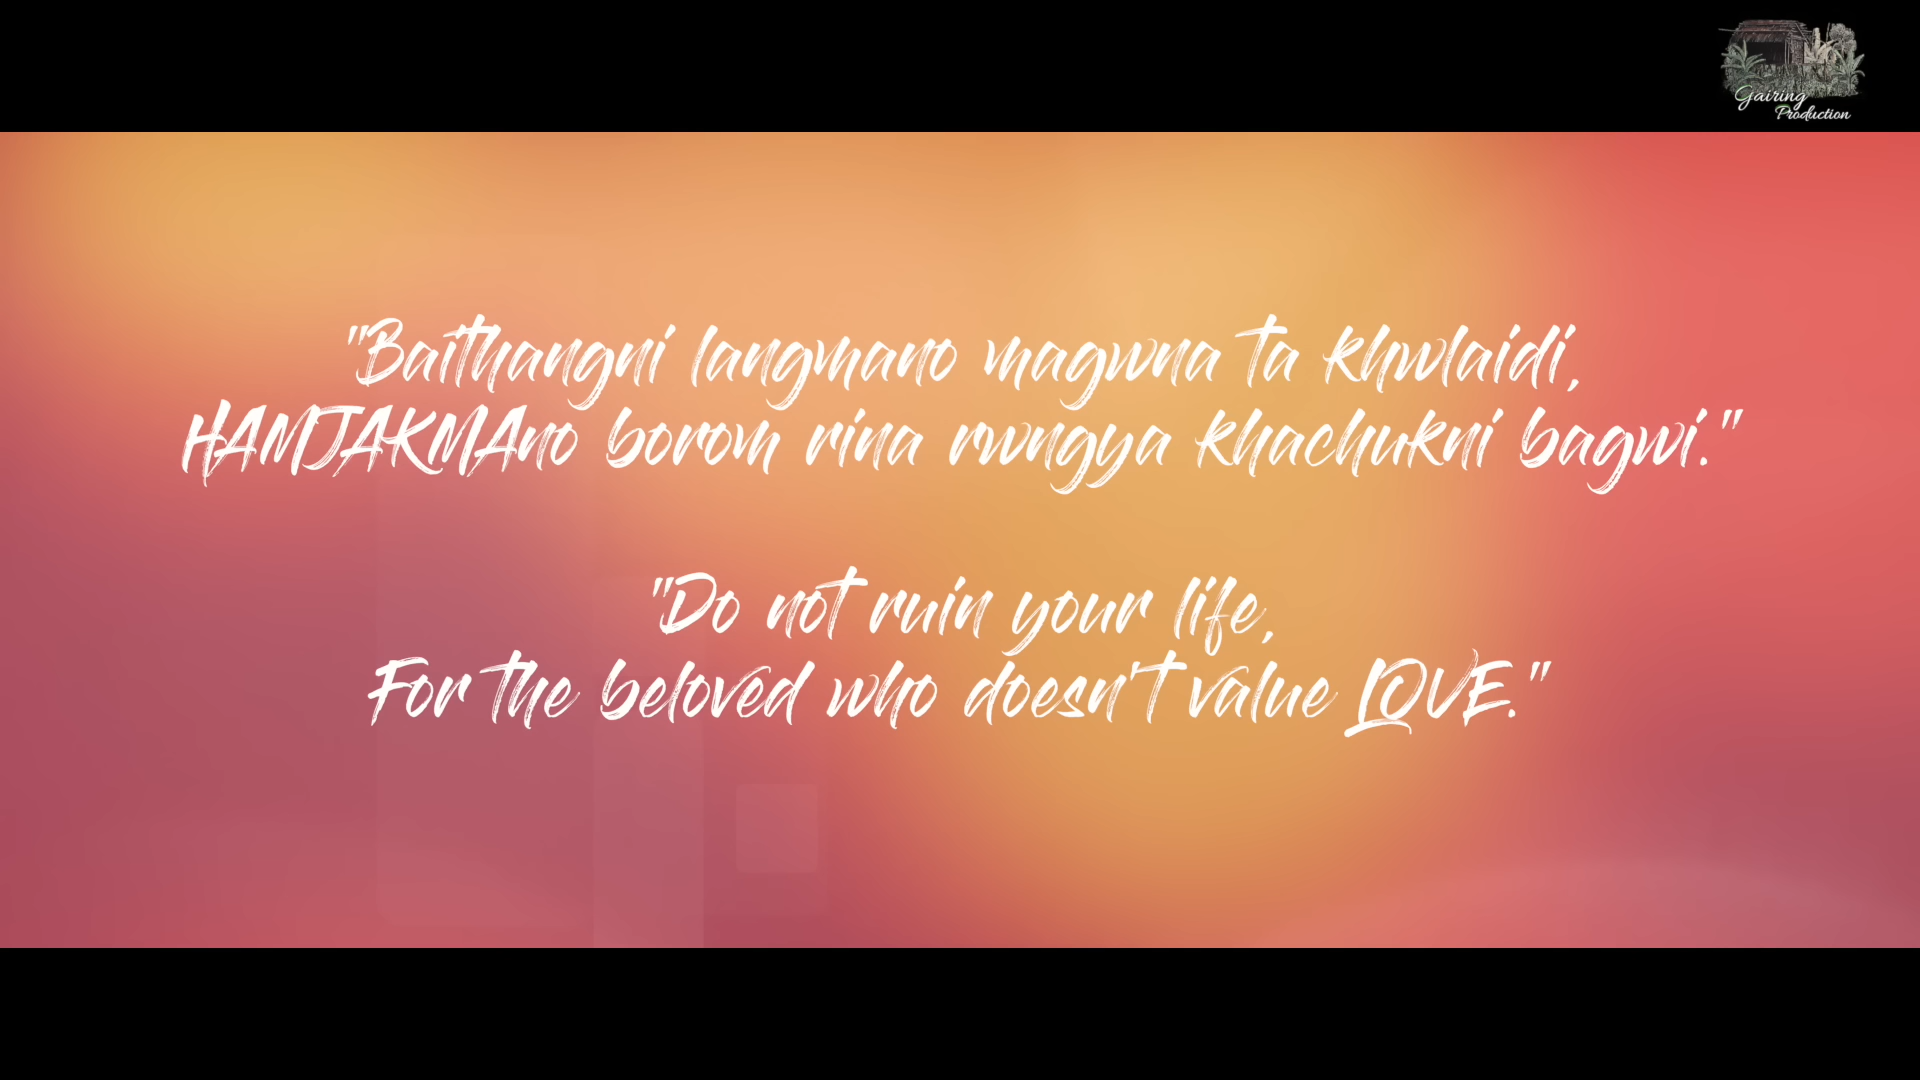 Gairing
Production
"Baithangni langmano magwna ta khwlaidi,
HAMJAKMAno borom rina rwngya khachukni bagwi."
"Do not ruin your life,
For the beloved who doesn't value LOVE."